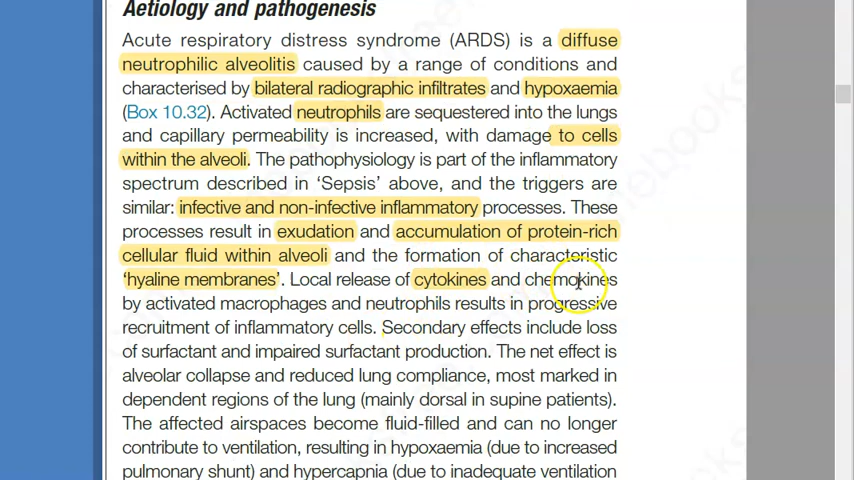 Aetiology and pathogenesis
Acute respiratory distress syndrome (ARDS) is a diffuse
neutrophilic alveolitis caused by a range of conditions and
characterised by bilateral radiographic infiltrates and hypoxaemia
(Box 10.32). Activated neutrophils are sequestered into the lungs
and capillary permeability is increased, with damage to cells
within the alveoli. The pathophysiology is part of the inflammatory
spectrum described in ‘Sepsis’ above, and the triggers are
similar: infective and non-infective inflammatory processes. These
processes result in exudation and accumulation of protein-rich
cellular fluid within alveoli and the formation of characteristic
‘hyaline membranes’. Local release of cytokines and chemokines
by activated macrophages and neutrophils results in progressive
recruitment of inflammatory cells. Secondary effects include loss
of surfactant and impaired surfactant production. The net effect is
alveolar collapse and reduced lung compliance, most marked in
dependent regions of the lung (mainly dorsal in supine patients).
The affected airspaces become fluid-filled and can no longer
contribute to ventilation, resulting in hypoxaemia (due to increased
pulmonary shunt) and hypercapnia (due to inadequate ventilation